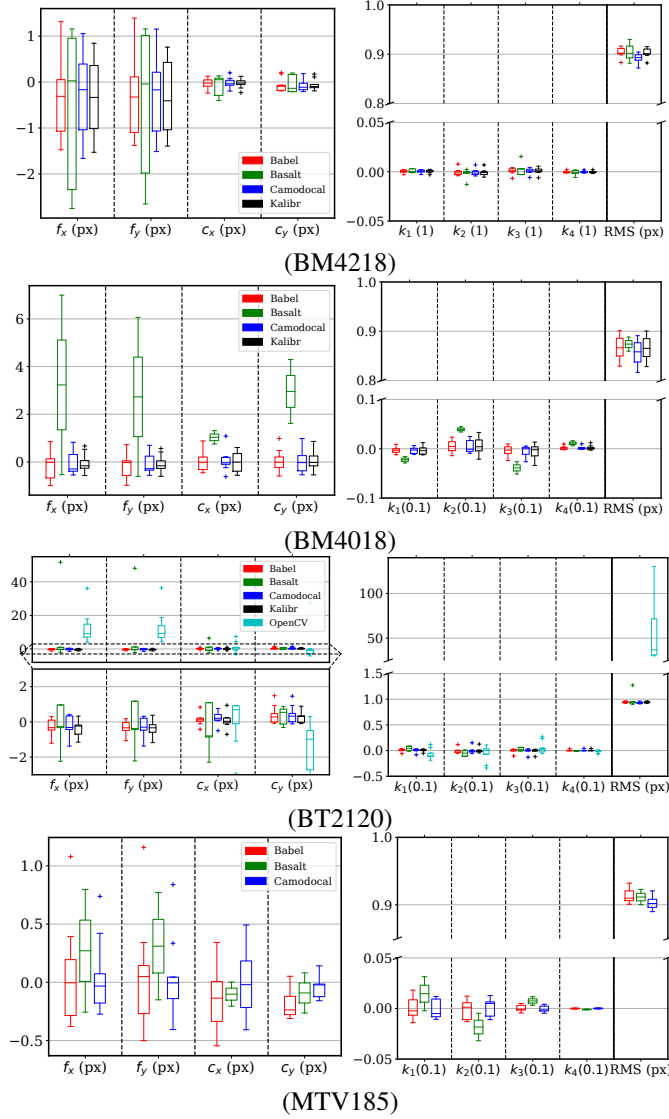 1
0
−1
−2
Babel
Basalt
Camodocal
Kalibr
f_x (px)
f_y (px)
c_x (px)
c_y (px)
1.0
0.9
0.8
0.05
0.00
−0.05
k_1 (1)
k_2 (1)
k_3 (1)
k_4 (1)
RMS (px)
(BM4218)
6
4
2
0
Babel
Basalt
Camodocal
Kalibr
f_x (px)
f_y (px)
c_x (px)
c_y (px)
1.0
0.9
0.8
0.1
0.0
−0.1
k_1(0.1)
k_2(0.1)
k_3(0.1)
k_4(0.1)
RMS (px)
(BM4018)
40
20
0
Babel
Basalt
Camodocal
Kalibr
OpenCV
2
0
−2
f_x (px)
f_y (px)
c_x (px)
c_y (px)
100
50
1.5
1.0
0.5
0.0
−0.5
k_1(0.1)
k_2(0.1)
k_3(0.1)
k_4(0.1)
RMS (px)
(BT2120)
1.0
0.5
0.0
−0.5
Babel
Basalt
Camodocal
f_x (px)
f_y (px)
c_x (px)
c_y (px)
0.9
0.05
0.00
−0.05
k_1(0.1)
k_2(0.1)
k_3(0.1)
k_4(0.1)
RMS (px)
(MTV185)